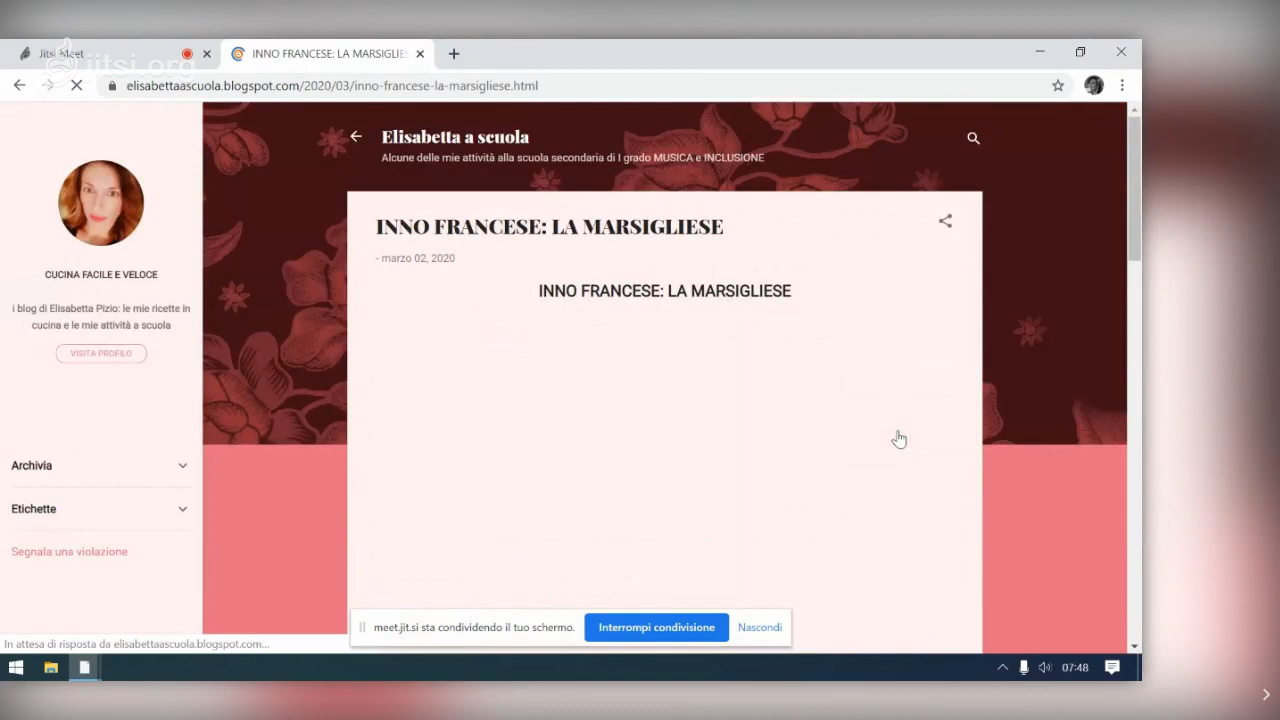 Jitsi Meet
INNO FRANCESE: LA MARSIGLIES
jitsi.org
elisabettaascuola.blogspot.com/2020/03/inno-francese-la-marsigliese.html
Elisabetta a scuola
Alcune delle mie attività alla scuola secondaria di I grado MUSICA e INCLUSIONE
CUCINA FACILE E VELOCE
i blog di Elisabetta Pizio: le mie ricette in
cucina e le mie attività a scuola
VISITA PROFILO
Archivia
Etichette
Segnala una violazione
INNO FRANCESE: LA MARSIGLIESE
- marzo 02, 2020
INNO FRANCESE: LA MARSIGLIESE
meet.jit.si sta condividendo il tuo schermo.
Interrompi condivisione
Nascondi
In attesa di risposta da elisabettaascuola.blogspot.com...
07:48